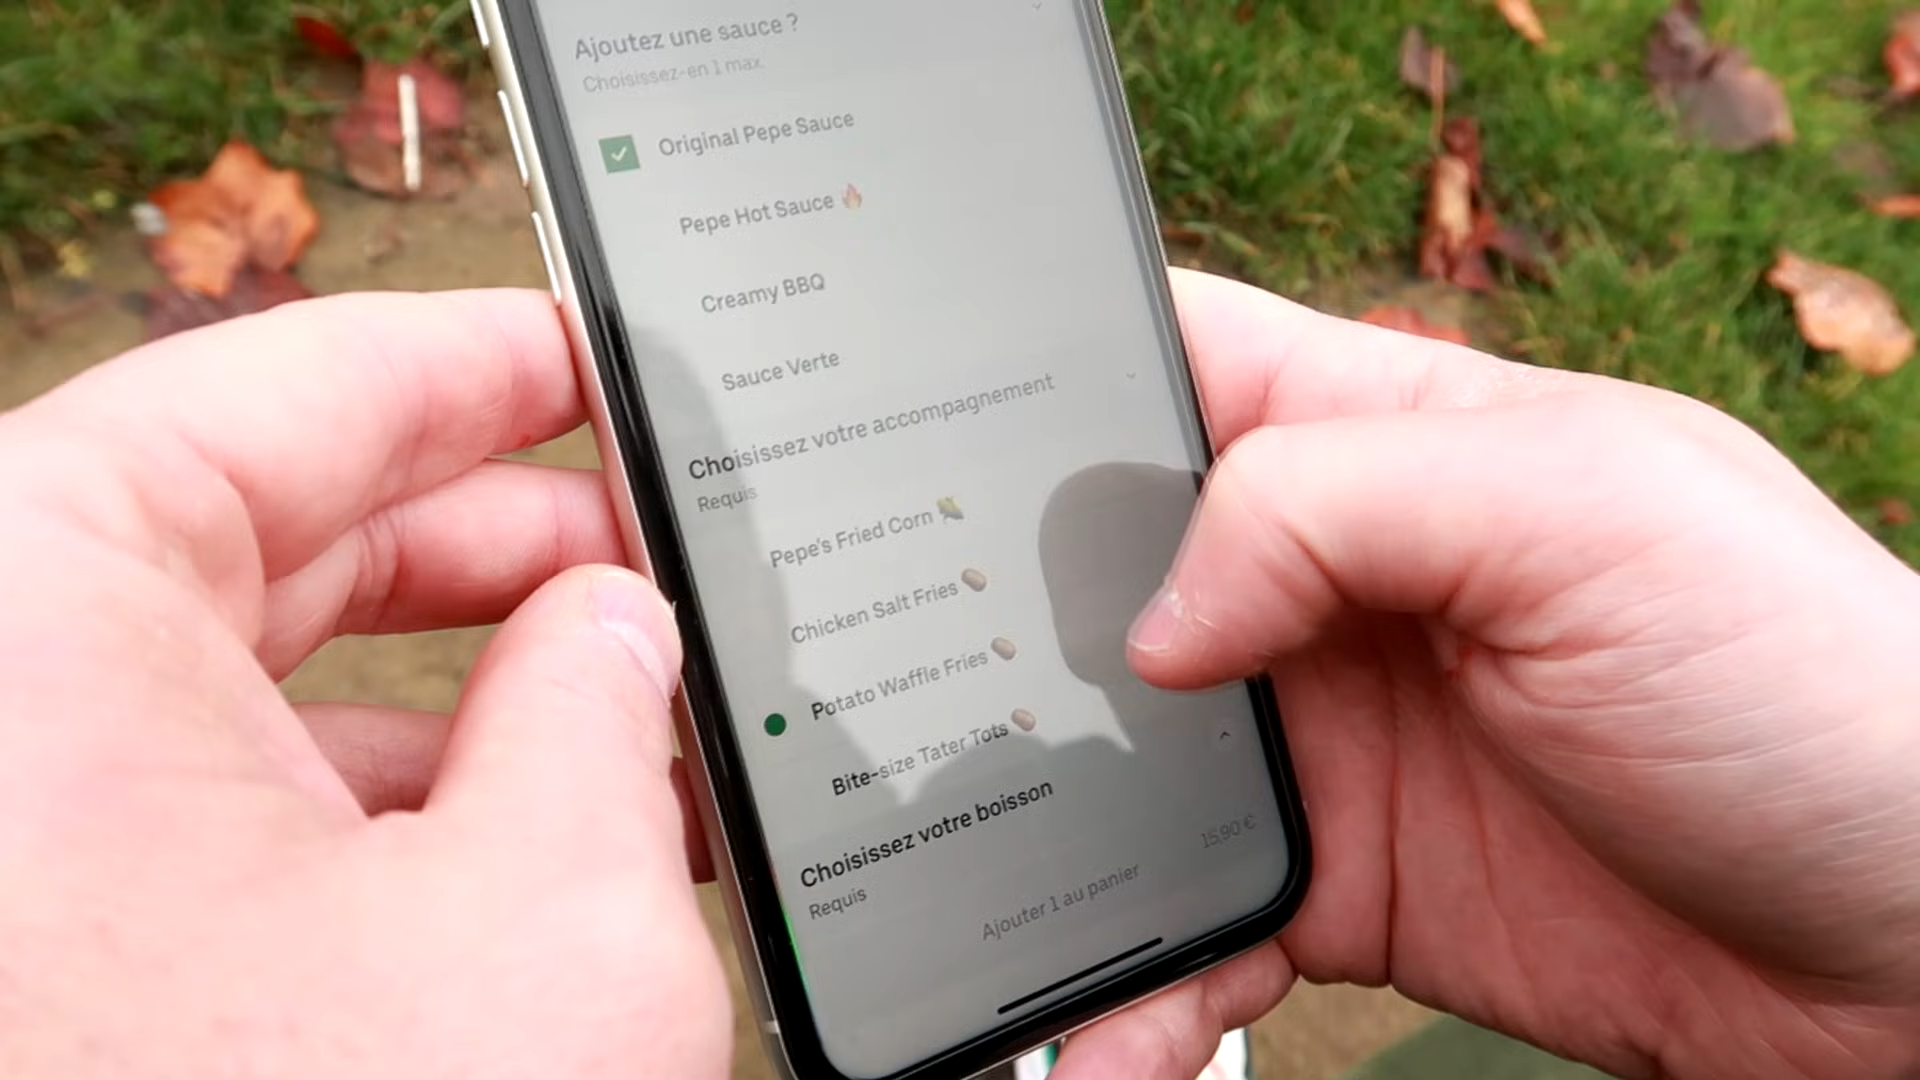 Ajoutez une sauce ?
Choisissez-en 1 max.
Original Pepe Sauce
Pepe Hot Sauce 🔥
Creamy BBQ
Sauce Verte
Choisissez votre accompagnement
Requis
Pepe's Fried Corn 🌽
Chicken Salt Fries 🥔
Potato Waffle Fries 🥔
Bite-size Tater Tots 🥔
Choisissez votre boisson
Requis
15,90 €
Ajouter 1 au panier